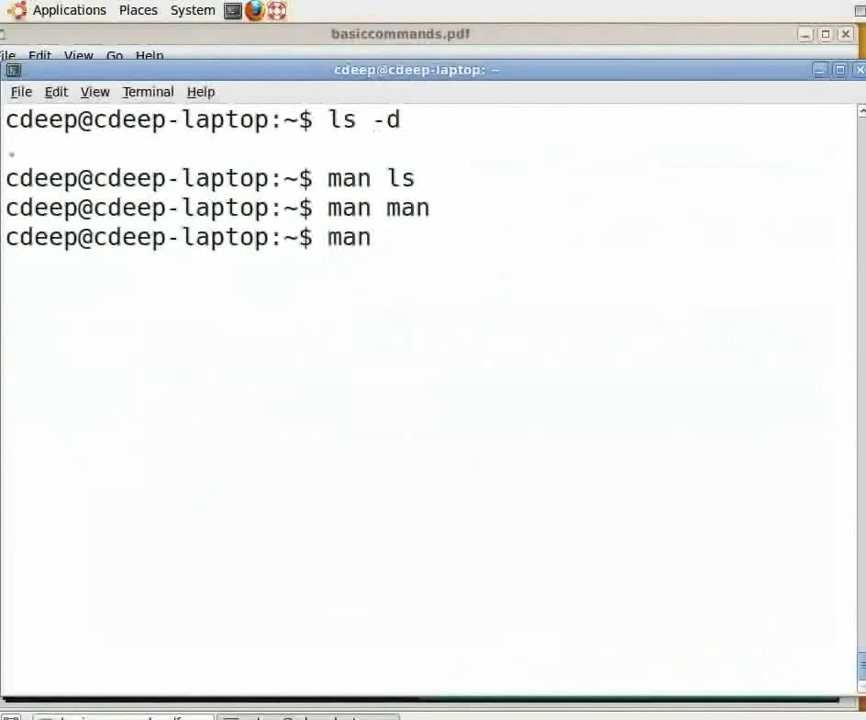 Applications Places System
basiccommands.pdf
File Edit View Go Help
cdeep@cdeep-laptop: ~
File Edit View Terminal Help
cdeep@cdeep-laptop:~$ ls -d
.
cdeep@cdeep-laptop:~$ man ls
cdeep@cdeep-laptop:~$ man man
cdeep@cdeep-laptop:~$ man